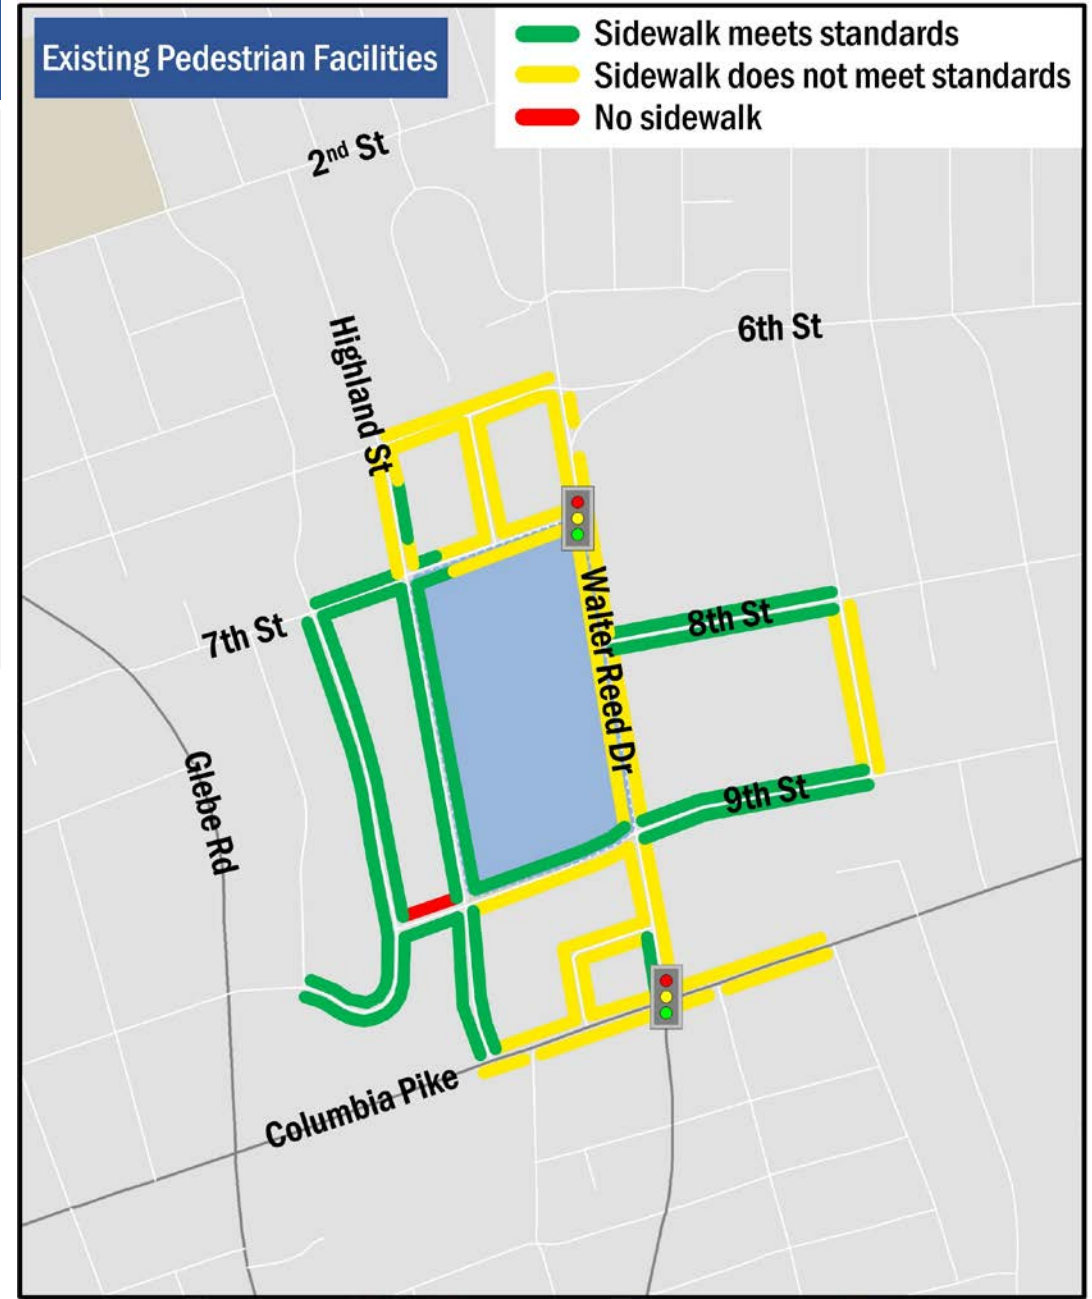 Existing Pedestrian Facilities
Sidewalk meets standards
Sidewalk does not meet standards
No sidewalk
2nd St
6th St
Highland St
7th St
Walter Reed Dr
8th St
9th St
Glebe Rd
Columbia Pike